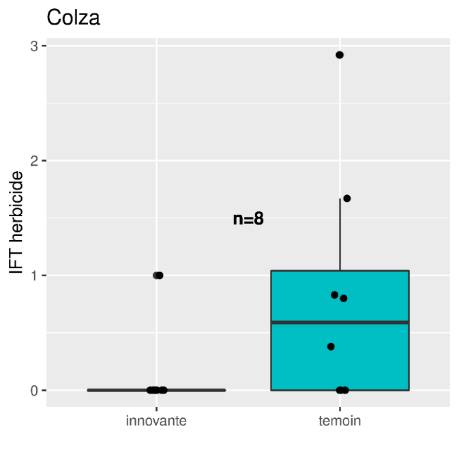 Colza
IFT herbicide
3
2
1
0
n=8
innovante
temoin